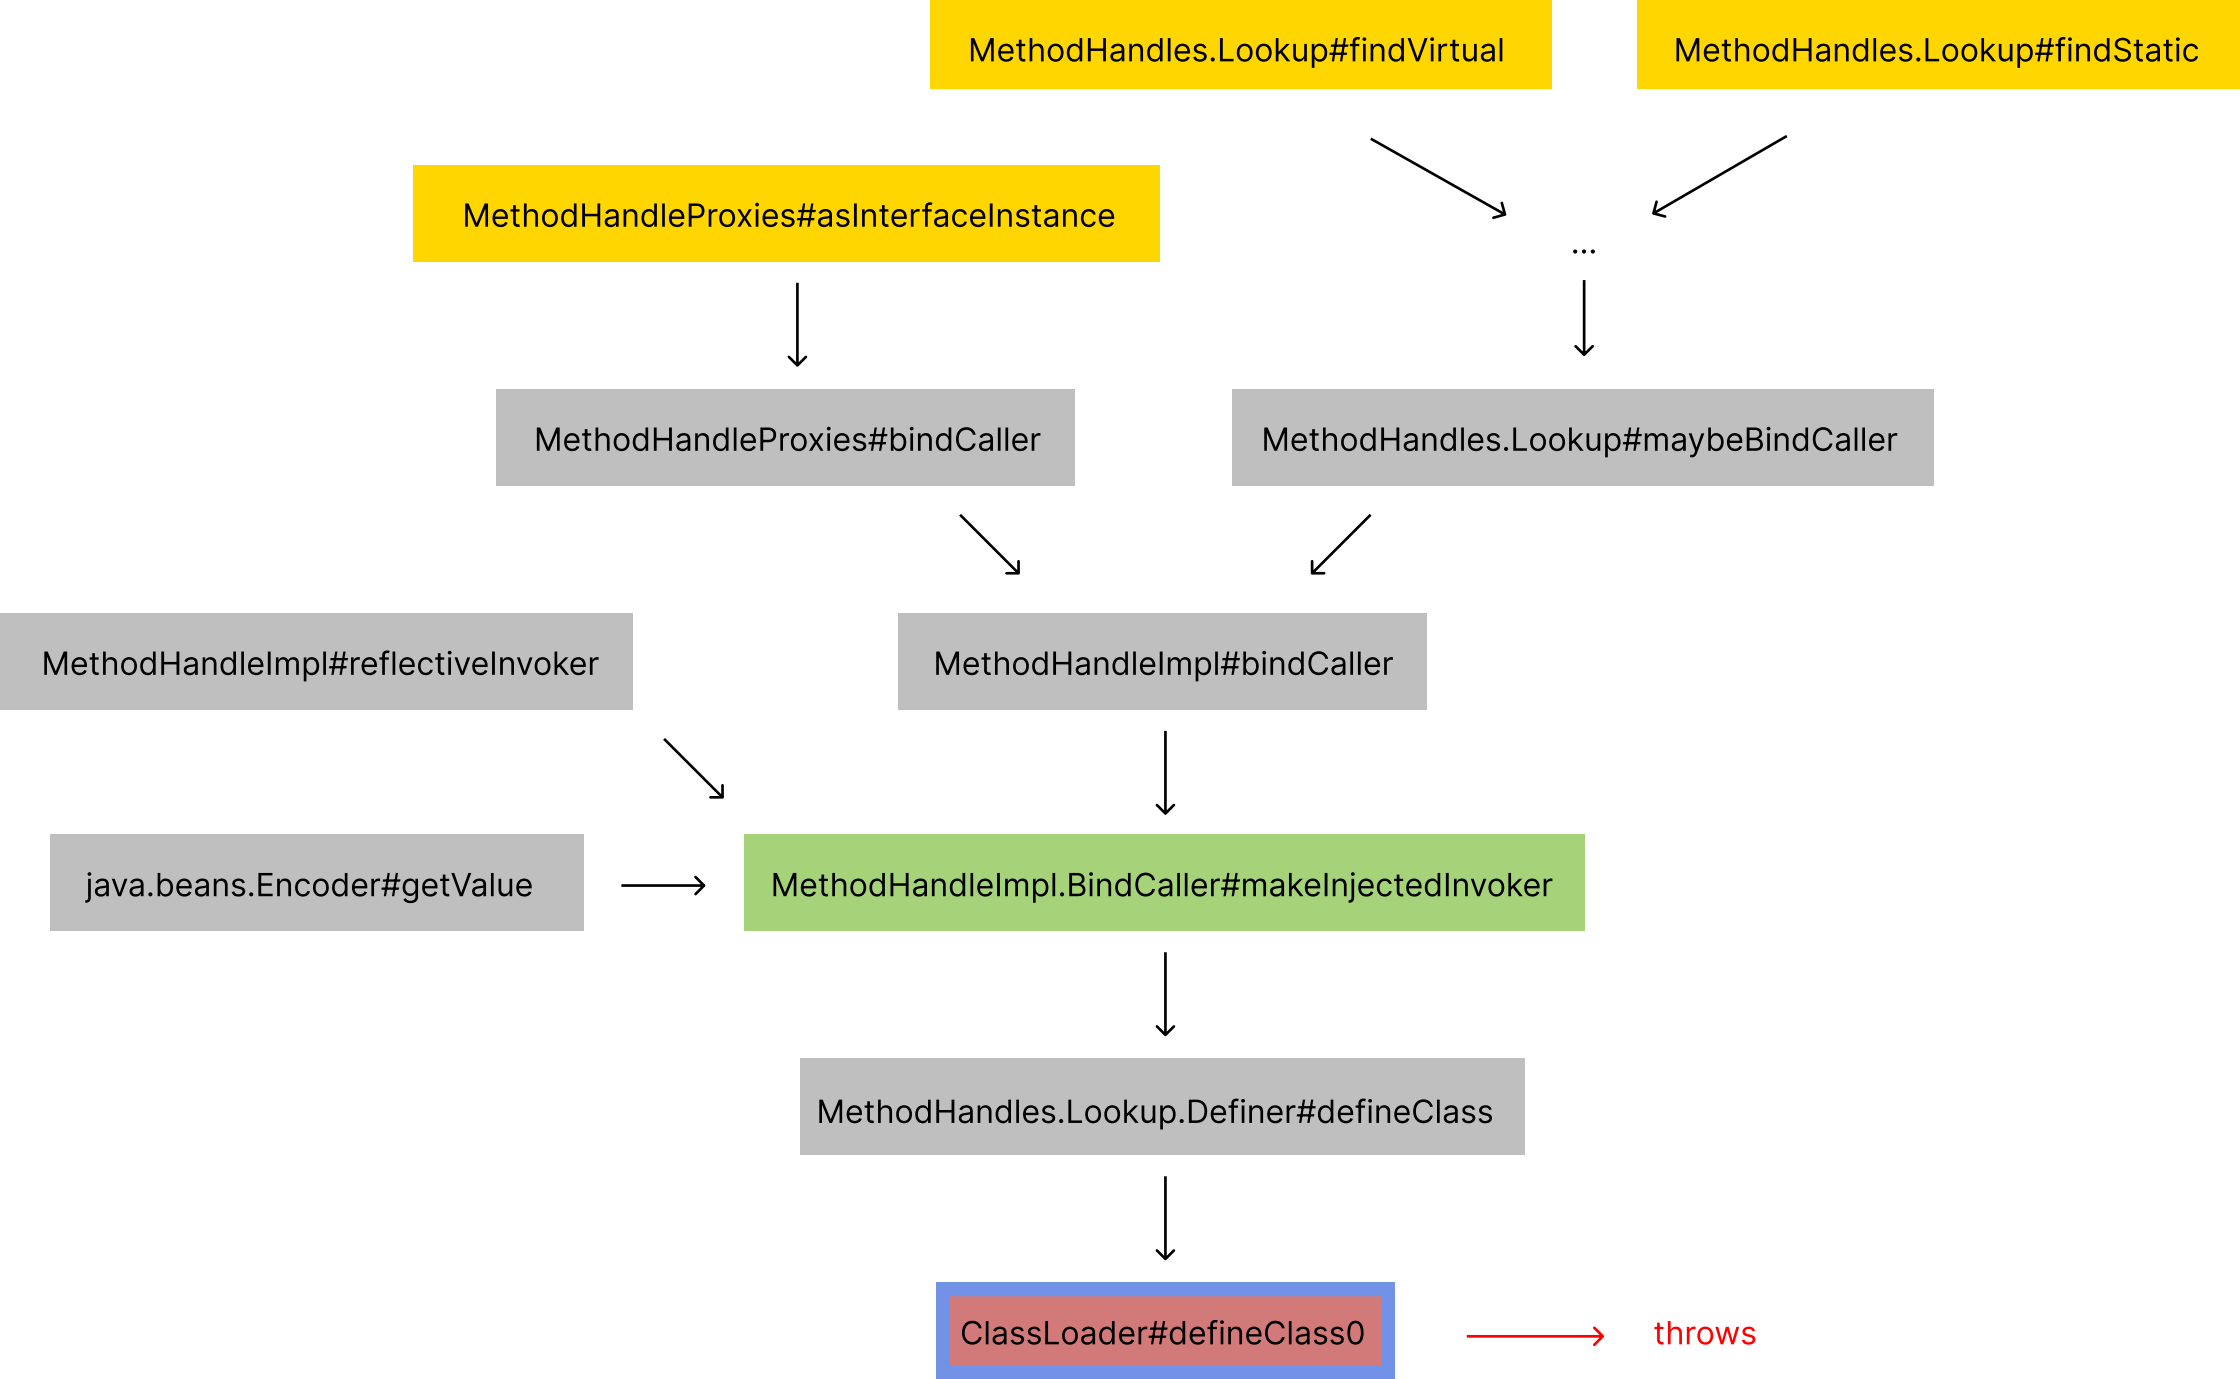 MethodHandles.Lookup#findVirtual
MethodHandles.Lookup#findStatic
MethodHandleProxies#asInterfaceInstance
...
MethodHandleProxies#bindCaller
MethodHandles.Lookup#maybeBindCaller
MethodHandleImpl#reflectiveInvoker
MethodHandleImpl#bindCaller
java.beans.Encoder#getValue
MethodHandleImpl.BindCaller#makeInjectedInvoker
MethodHandles.Lookup.Definer#defineClass
ClassLoader#defineClass0
throws